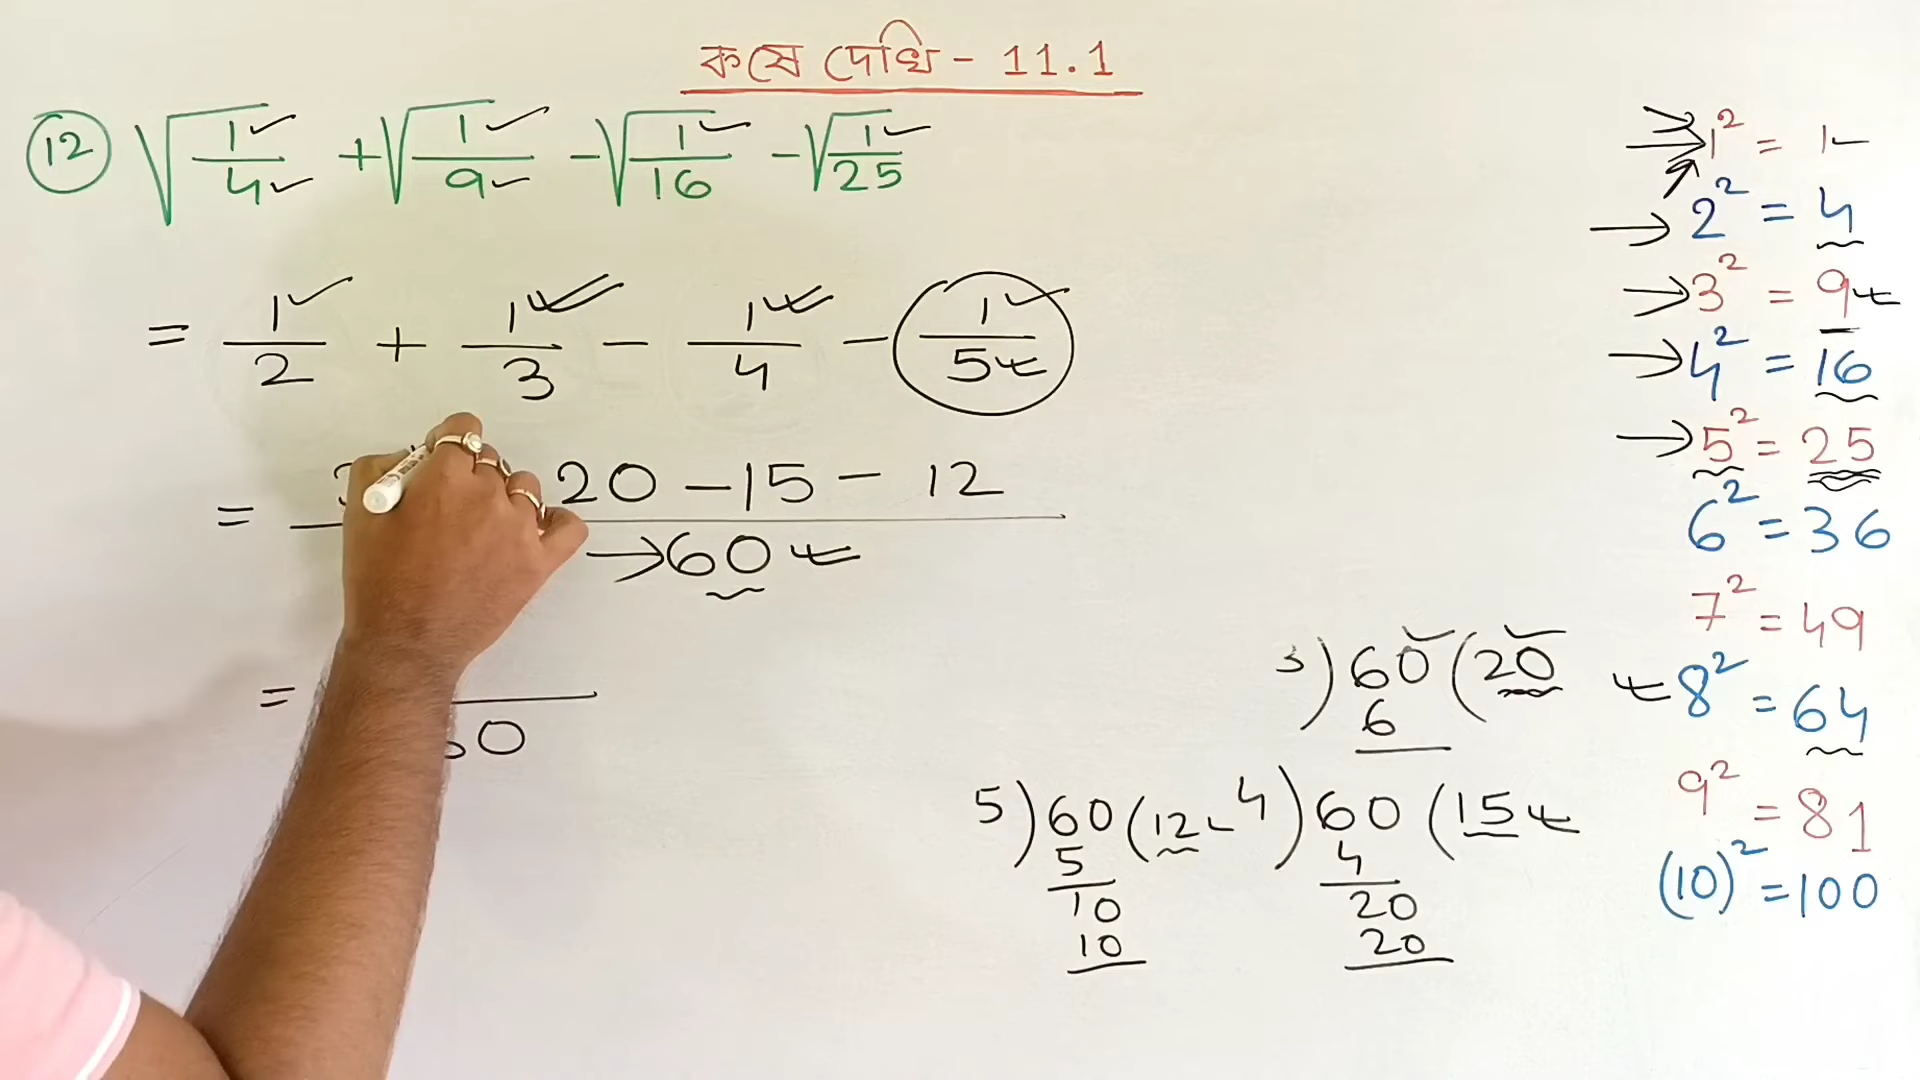 কষে দেখি - 11.1
12 √1/4 + √1/9 - √1/16 - √1/25
= 1/2 + 1/3 - 1/4 - 1/5
= 3 20 - 15 - 12
→ 60
=
0
3 ) 60 ( 20
6
5 ) 60 ( 12
5
10
10
4 ) 60 ( 15
4
20
20
→ 1² = 1
→ 2² = 4
→ 3² = 9
→ 4² = 16
→ 5² = 25
6² = 36
7² = 49
8² = 64
9² = 81
(10)² = 100